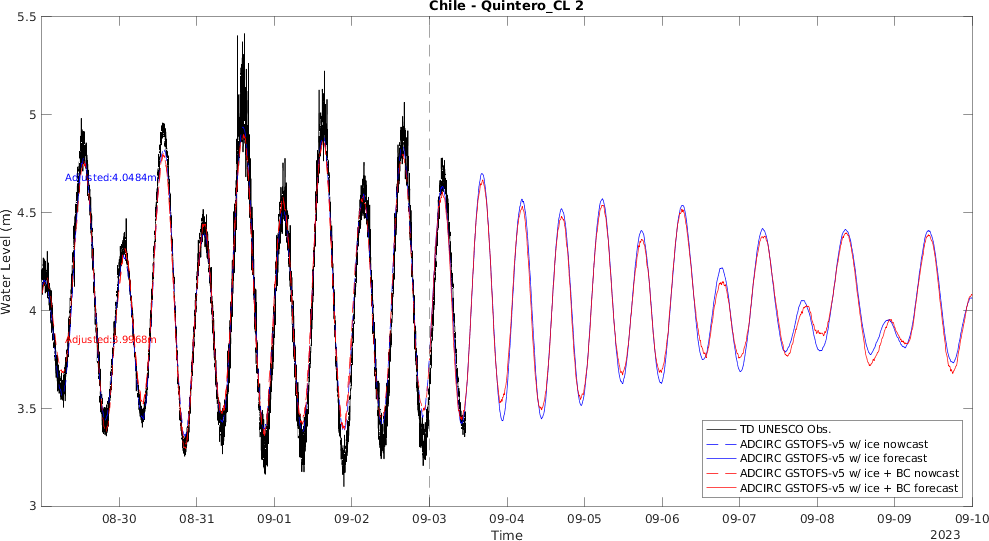 Chile - Quintero_CL 2
5.5
5
4.5
4
3.5
3
Water Level (m)
Adjusted:4.0484m
Adjusted:3.9968m
TD UNESCO Obs.
ADCIRC GSTOFS-v5 w/ ice nowcast
ADCIRC GSTOFS-v5 w/ ice forecast
ADCIRC GSTOFS-v5 w/ ice + BC nowcast
ADCIRC GSTOFS-v5 w/ ice + BC forecast
08-30 08-31 09-01 09-02 09-03 09-04 09-05 09-06 09-07 09-08 09-09 09-10
Time
2023